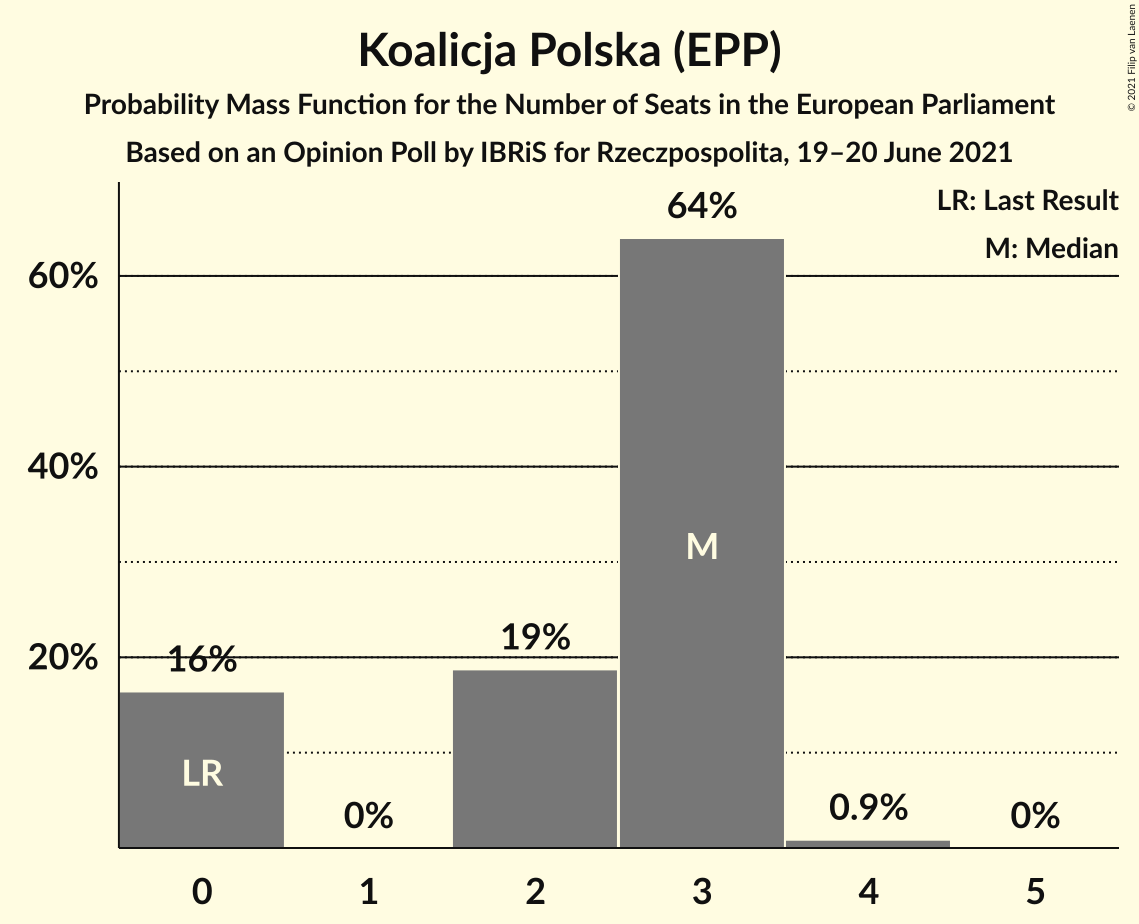 Koalicja Polska (EPP)
Probability Mass Function for the Number of Seats in the European Parliament
Based on an Opinion Poll by IBRiS for Rzeczpospolita, 19–20 June 2021
© 2021 Filip van Laenen
LR: Last Result
M: Median
64%
60%
40%
M
19%
20%
16%
LR
0%
0.9%
0%
0 1 2 3 4 5